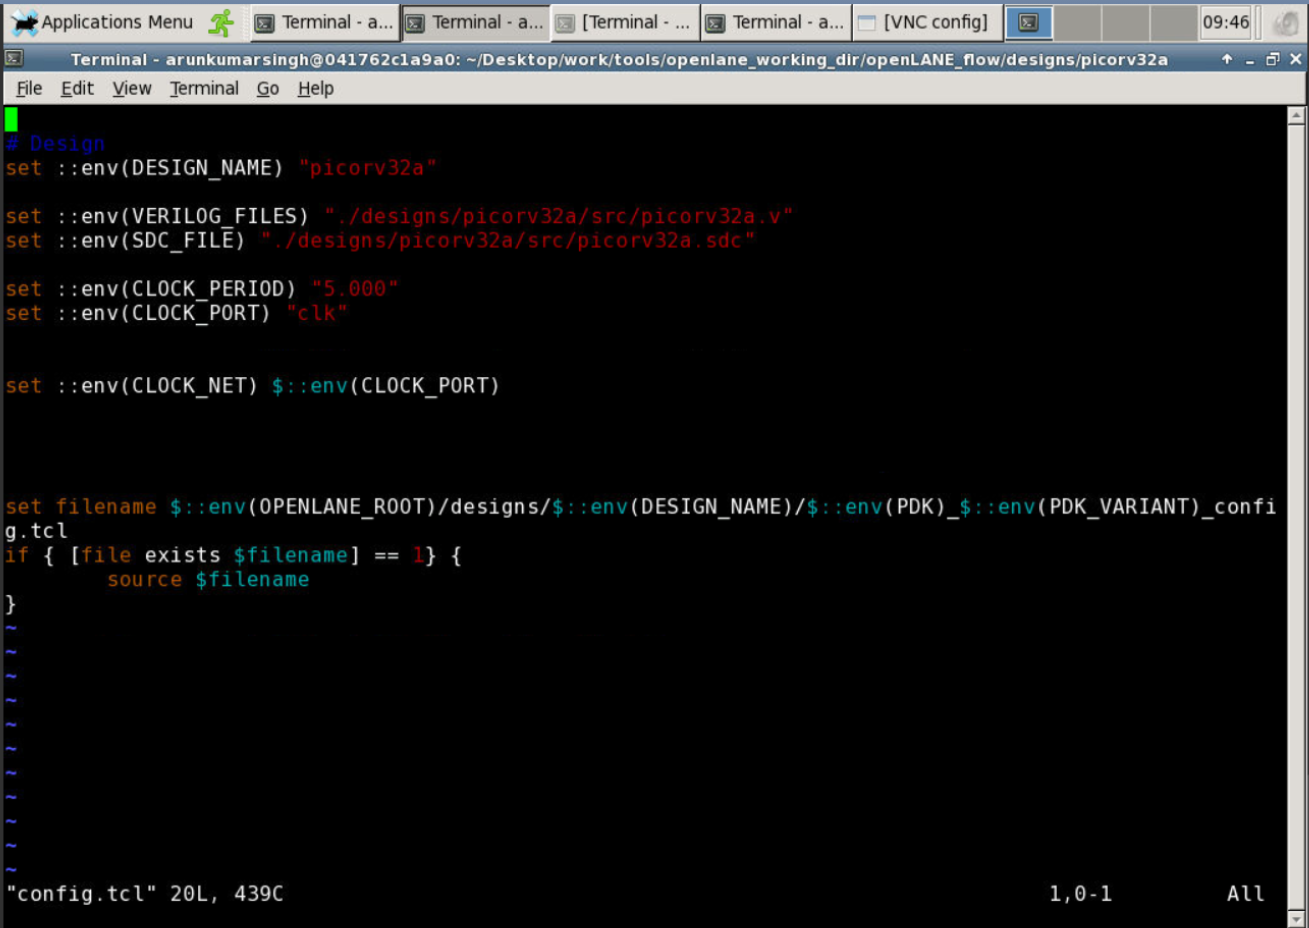 Applications Menu Terminal - a... Terminal - a... [Terminal - ... Terminal - a... [VNC config] 09:46
Terminal - arunkumarsingh@041762c1a9a0: ~/Desktop/work/tools/openlane_working_dir/openLANE_flow/designs/picorv32a
File Edit View Terminal Go Help
# Design
set ::env(DESIGN_NAME) "picorv32a"
set ::env(VERILOG_FILES) "./designs/picorv32a/src/picorv32a.v"
set ::env(SDC_FILE) "./designs/picorv32a/src/picorv32a.sdc"
set ::env(CLOCK_PERIOD) "5.000"
set ::env(CLOCK_PORT) "clk"
set ::env(CLOCK_NET) $::env(CLOCK_PORT)
set filename $::env(OPENLANE_ROOT)/designs/$::env(DESIGN_NAME)/$::env(PDK)_$::env(PDK_VARIANT)_confi
g.tcl
if { [file exists $filename] == 1} {
source $filename
}
~
~
~
~
~
~
~
~
~
~
~
"config.tcl" 20L, 439C 1,0-1 All